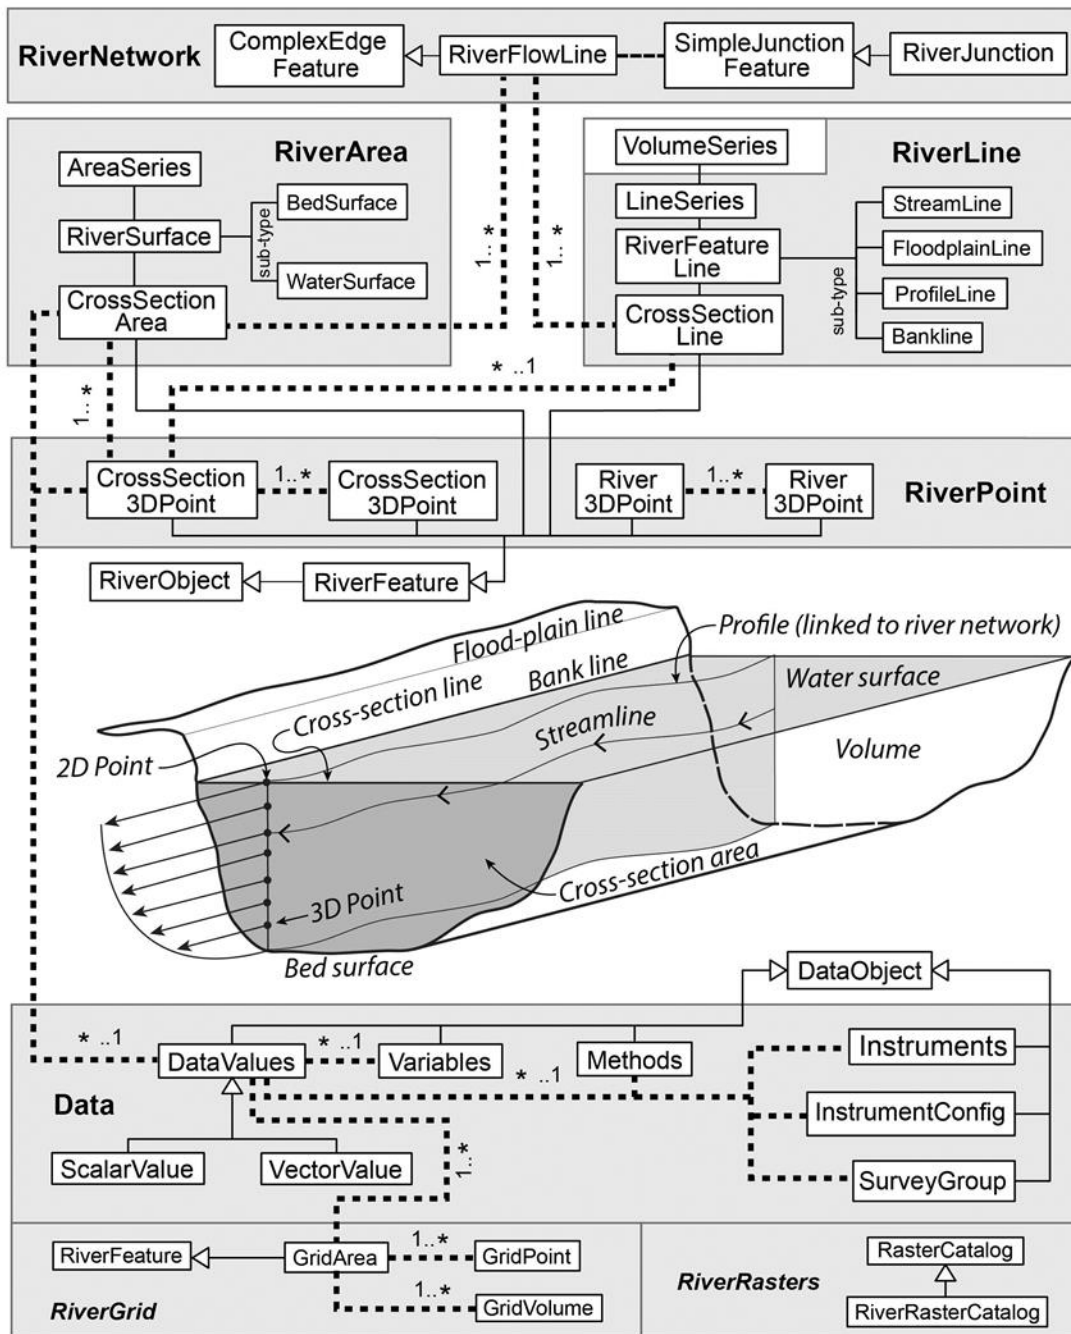 RiverNetwork
ComplexEdge
Feature
RiverFlowLine
SimpleJunction
Feature
RiverJunction
RiverArea
AreaSeries
RiverSurface
sub-type
BedSurface
WaterSurface
CrossSection
Area
1..*
1..*
RiverLine
VolumeSeries
LineSeries
RiverFeature
Line
CrossSection
Line
sub-type
StreamLine
FloodplainLine
ProfileLine
Bankline
1..*
* ..1
CrossSection
3DPoint
1..*
CrossSection
3DPoint
River
3DPoint
1..*
River
3DPoint
RiverPoint
RiverObject
RiverFeature
Flood-plain line
Profile (linked to river network)
Cross-section line
Bank line
Water surface
Streamline
Volume
2D Point
Cross-section area
3D Point
Bed surface
DataObject
* ..1
DataValues
* ..1
Variables
Methods
Instruments
* ..1
Data
InstrumentConfig
1..*
ScalarValue
VectorValue
SurveyGroup
RiverFeature
GridArea
1..*
GridPoint
1..*
GridVolume
RiverGrid
RiverRasters
RasterCatalog
RiverRasterCatalog